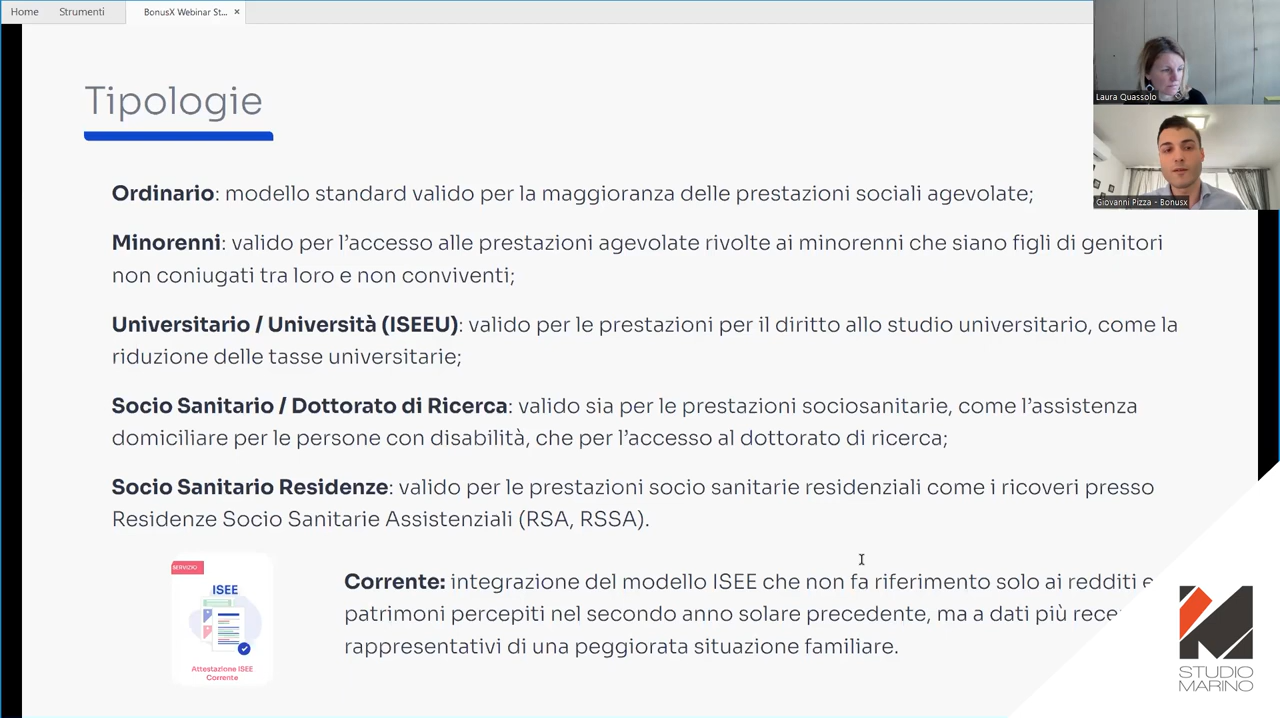 Home
Strumenti
BonusX Webinar St...
×
Laura Quassolo
Giovanni Pizza - Bonusx
Tipologie
Ordinario: modello standard valido per la maggioranza delle prestazioni sociali agevolate;
Minorenni: valido per l'accesso alle prestazioni agevolate rivolte ai minorenni che siano figli di genitori
non coniugati tra loro e non conviventi;
Universitario / Università (ISEEU): valido per le prestazioni per il diritto allo studio universitario, come la
riduzione delle tasse universitarie;
Socio Sanitario / Dottorato di Ricerca: valido sia per le prestazioni sociosanitarie, come l'assistenza
domiciliare per le persone con disabilità, che per l'accesso al dottorato di ricerca;
Socio Sanitario Residenze: valido per le prestazioni socio sanitarie residenziali come i ricoveri presso
Residenze Socio Sanitarie Assistenziali (RSA, RSSA).
SERVIZIO
ISEE
Attestazione ISEE
Corrente
Corrente: integrazione del modello ISEE che non fa riferimento solo ai redditi e
patrimoni percepiti nel secondo anno solare precedente, ma a dati più
rappresentativi di una peggiorata situazione familiare.
STUDIO
MARINO